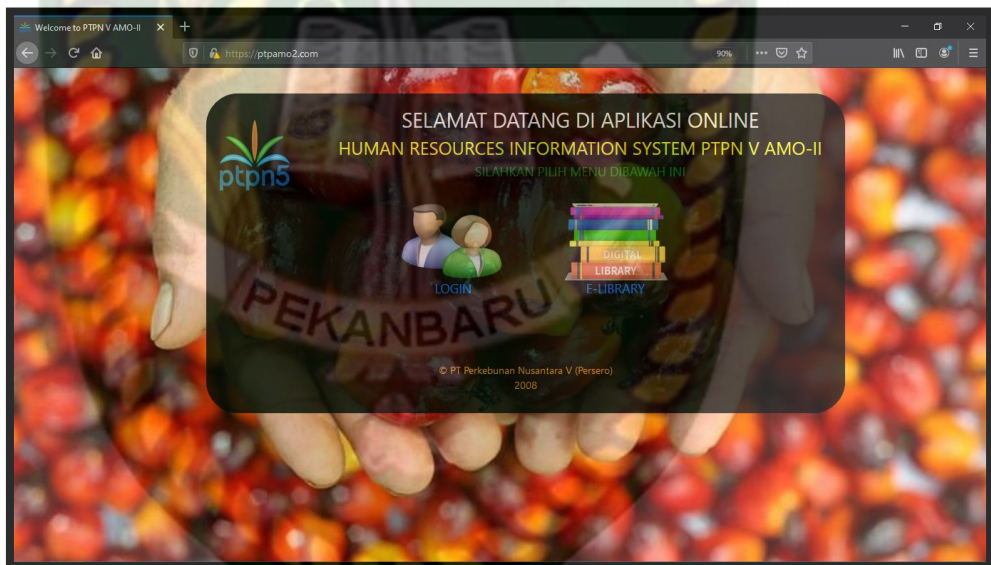 Welcome to PTPN V AMO-II
https://ptpamo2.com
90%
SELAMAT DATANG DI APLIKASI ONLINE
HUMAN RESOURCES INFORMATION SYSTEM PTPN V AMO-II
SILAHKAN PILIH MENU DIBAWAH INI
ptpn5
DIGITAL
LIBRARY
LOGIN
E-LIBRARY
PEKANBARU
© PT Perkebunan Nusantara V (Persero)
2008